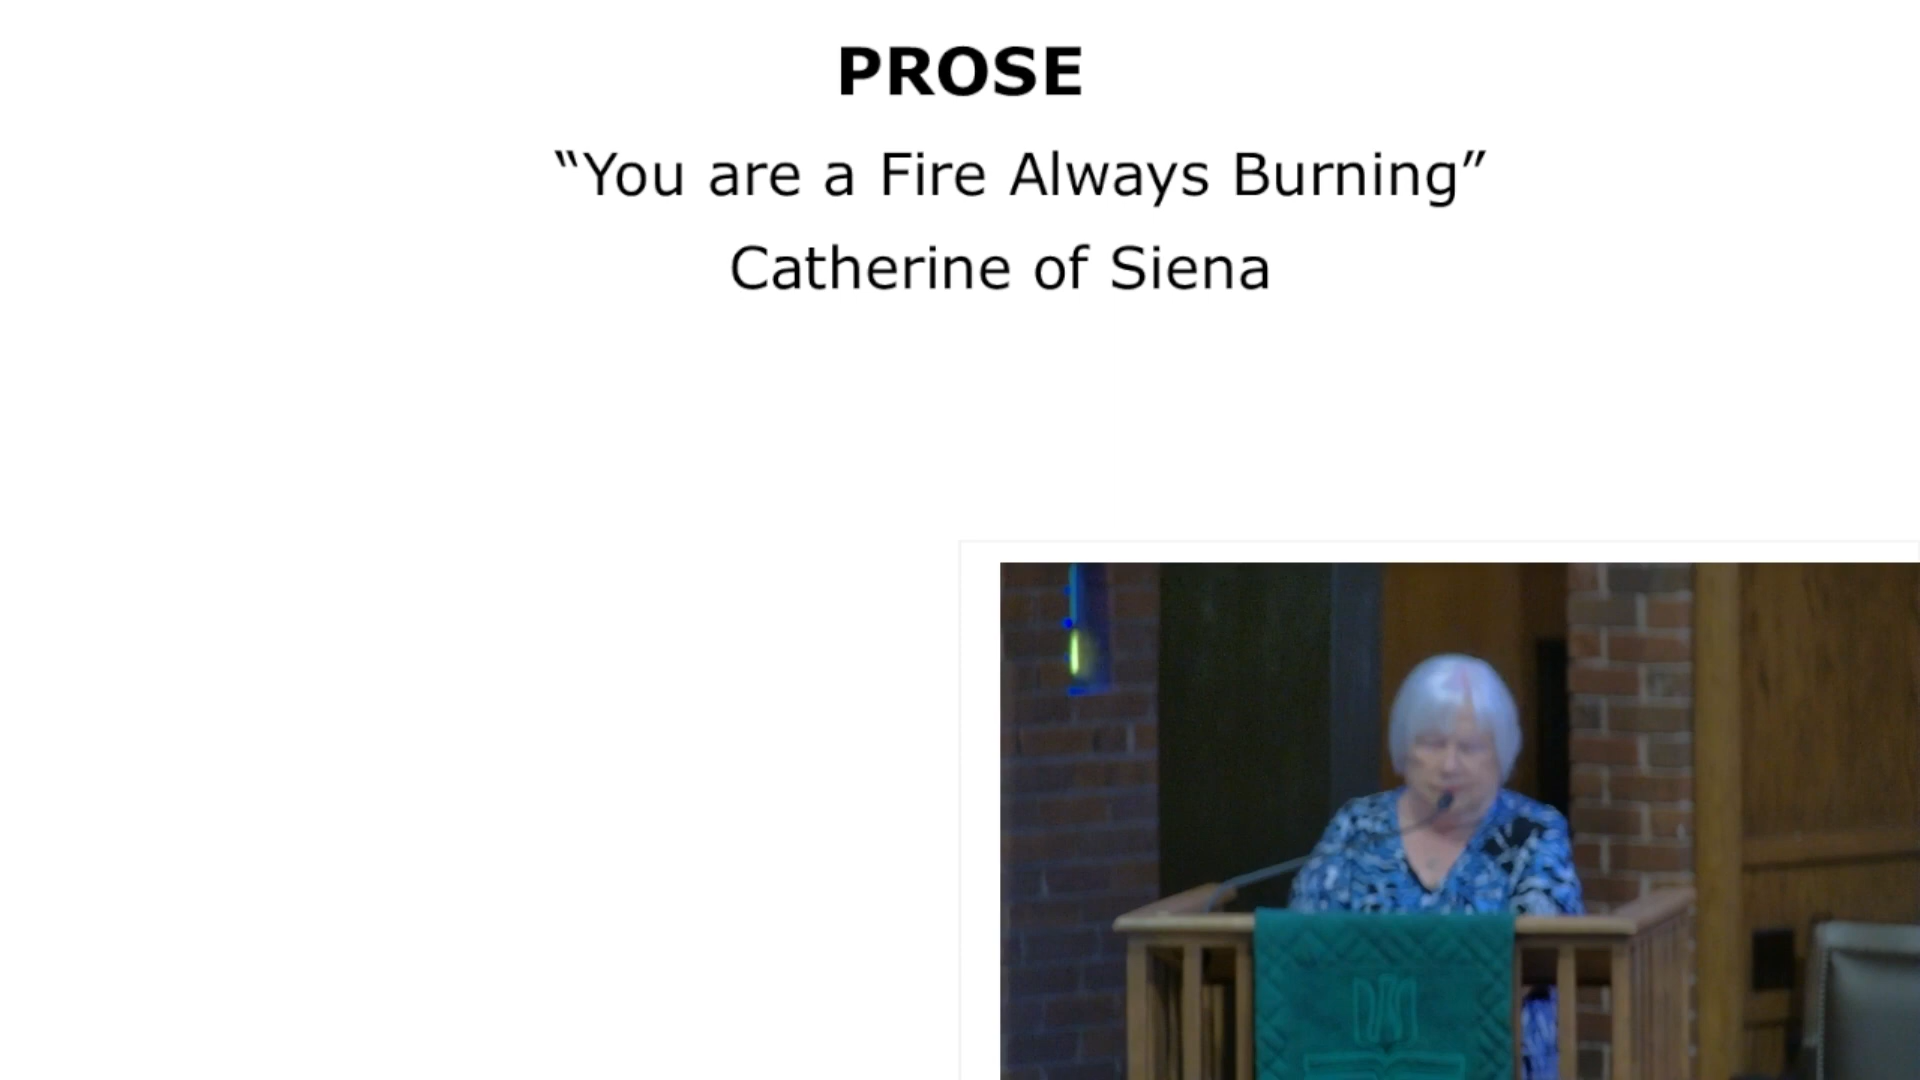 PROSE
“You are a Fire Always Burning”
Catherine of Siena